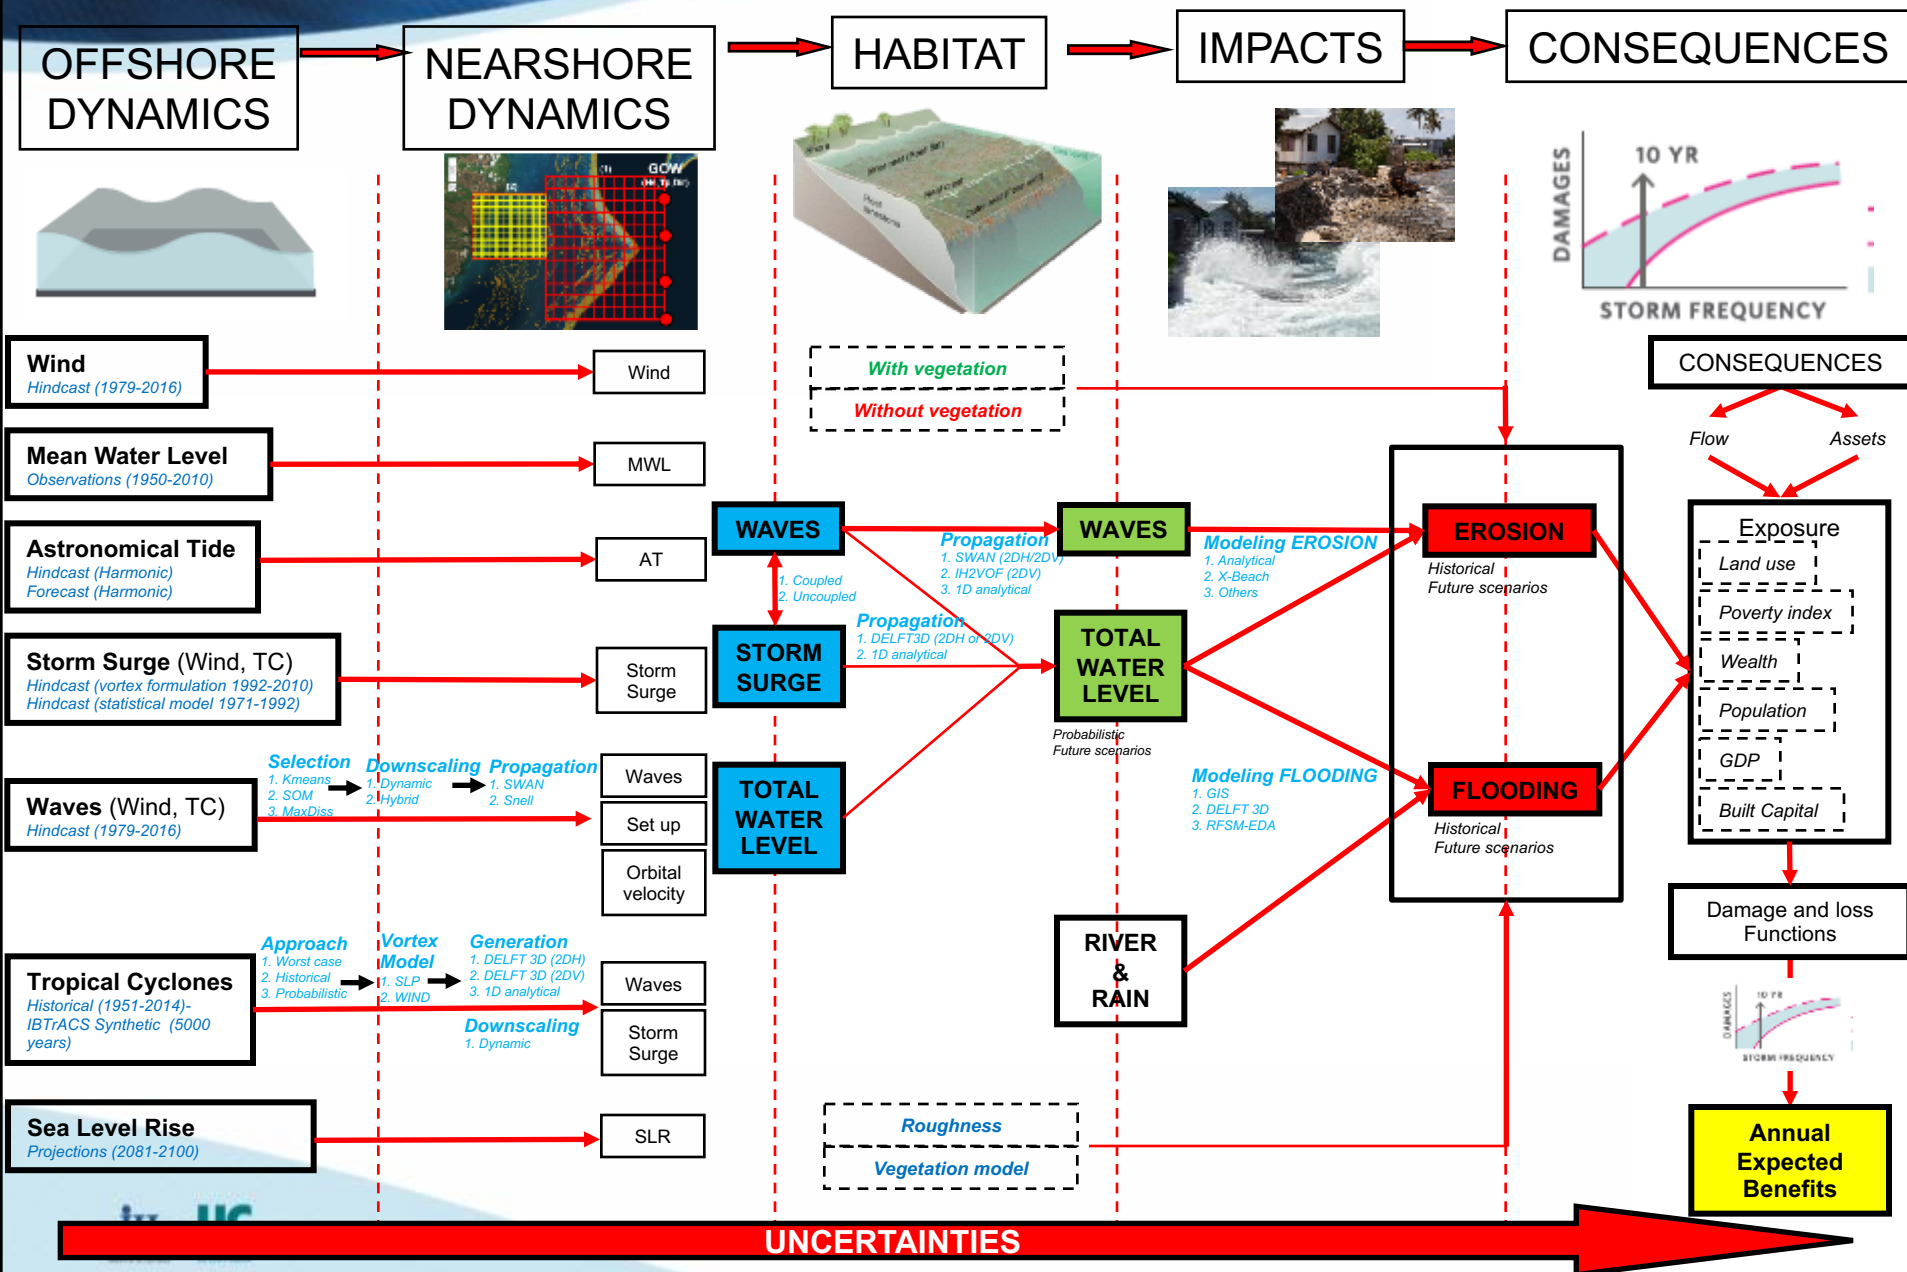 OFFSHORE
DYNAMICS
NEARSHORE
DYNAMICS
HABITAT
IMPACTS
CONSEQUENCES
(2)
(1)
GOW
DAMAGES
10 YR
STORM FREQUENCY
Wind
Hindcast (1979-2016)
Wind
With vegetation
Without vegetation
CONSEQUENCES
Flow
Assets
Mean Water Level
Observations (1950-2010)
MWL
Astronomical Tide
Hindcast (Harmonic)
Forecast (Harmonic)
AT
WAVES
1. Coupled
2. Uncoupled
Propagation
1. SWAN (2DH/2DV)
2. IH2VOF (2DV)
3. 1D analytical
WAVES
Modeling EROSION
1. Analytical
2. X-Beach
3. Others
EROSION
Historical
Future scenarios
Exposure
Land use
Poverty index
Wealth
Population
GDP
Built Capital
Storm Surge (Wind, TC)
Hindcast (vortex formulation 1992-2010)
Hindcast (statistical model 1971-1992)
Storm
Surge
STORM
SURGE
Propagation
1. DELFT3D (2DH or 2DV)
2. 1D analytical
TOTAL
WATER
LEVEL
Probabilistic
Future scenarios
Waves (Wind, TC)
Hindcast (1979-2016)
Selection
1. Kmeans
2. SOM
3. MaxDiss
Downscaling
1. Dynamic
2. Hybrid
Propagation
1. SWAN
2. Snell
Waves
Set up
Orbital
velocity
TOTAL
WATER
LEVEL
Modeling FLOODING
1. GIS
2. DELFT 3D
3. RFSM-EDA
FLOODING
Historical
Future scenarios
Damage and loss
Functions
Tropical Cyclones
Historical (1951-2014)-
IBTrACS Synthetic (5000
years)
Approach
1. Worst case
2. Historical
3. Probabilistic
Vortex
Model
1. SLP
2. WIND
Generation
1. DELFT 3D (2DH)
2. DELFT 3D (2DV)
3. 1D analytical
Downscaling
1. Dynamic
Waves
Storm
Surge
RIVER
&
RAIN
DAMAGES
10 YR
STORM FREQUENCY
Sea Level Rise
Projections (2081-2100)
SLR
Roughness
Vegetation model
Annual
Expected
Benefits
UNCERTAINTIES